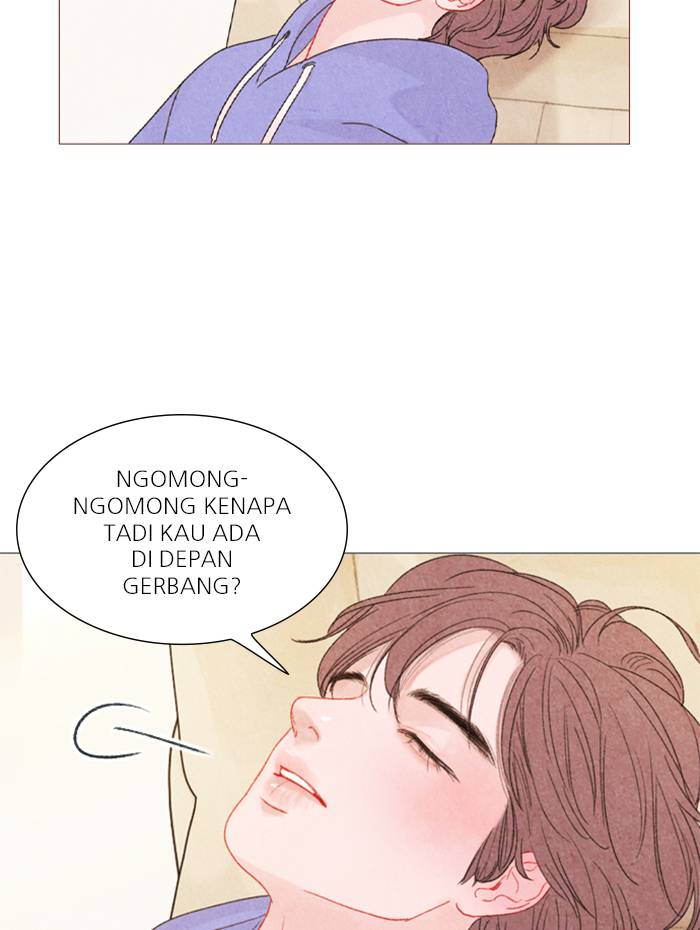 NGOMONG-
NGOMONG KENAPA
TADI KAU ADA
DI DEPAN
GERBANG?